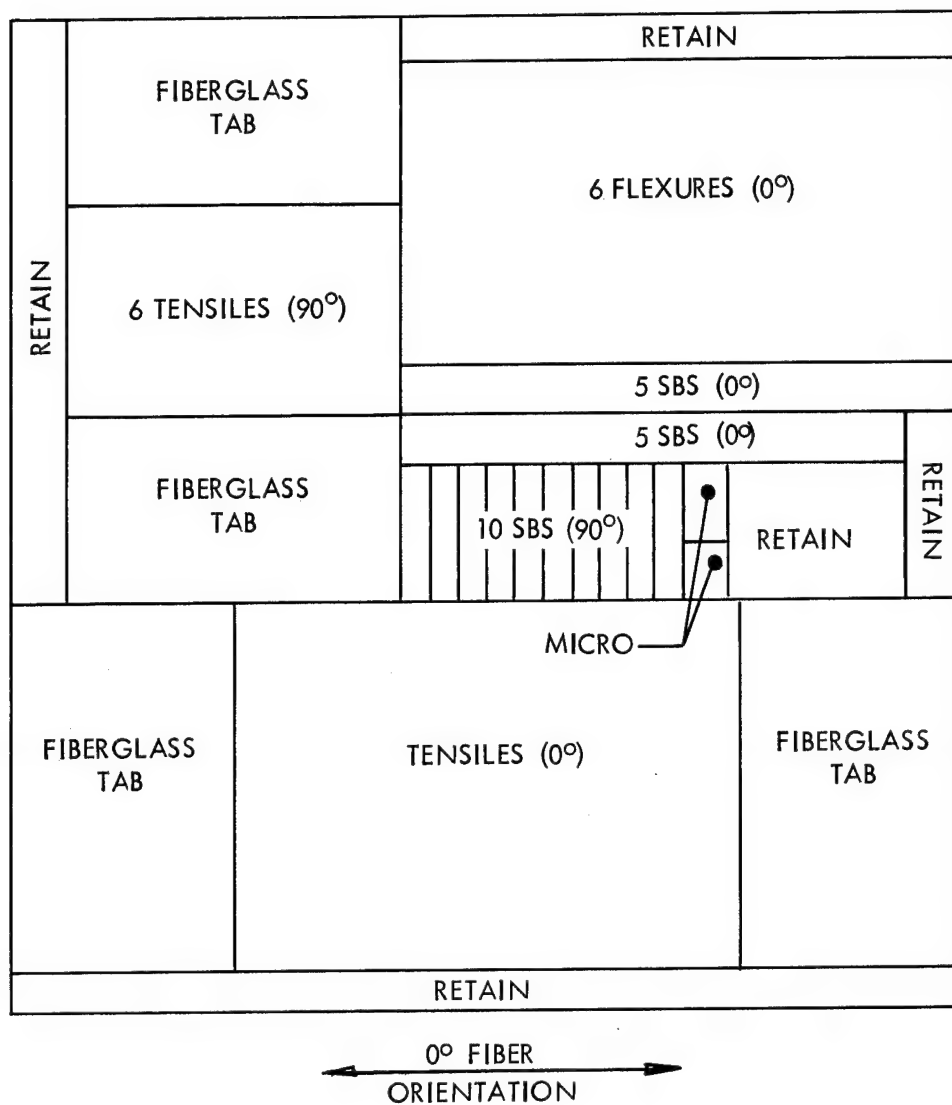 RETAIN
FIBERGLASS
TAB
6 FLEXURES (0°)
RETAIN
6 TENSILES (90°)
5 SBS (0°)
5 SBS (0°)
FIBERGLASS
TAB
10 SBS (90°)
RETAIN
RETAIN
MICRO
FIBERGLASS
TAB
TENSILES (0°)
FIBERGLASS
TAB
RETAIN
0° FIBER
ORIENTATION